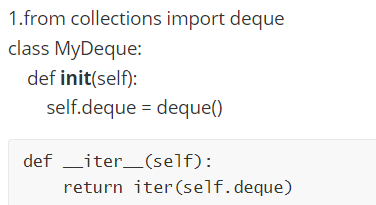 1.from collections import deque
class MyDeque:
def init(self):
self.deque = deque()
def __iter__(self):
return iter(self.deque)